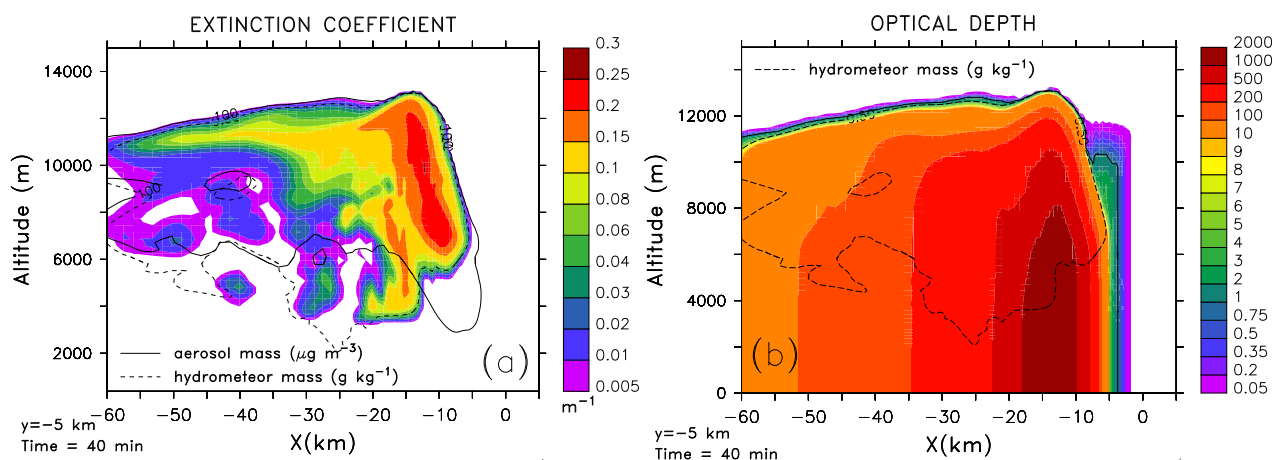 EXTINCTION COEFFICIENT
Altitude (m)
14000
10000
6000
2000
100
100
100
aerosol mass (μg m⁻³)
hydrometeor mass (g kg⁻¹)
(a)
−60 −50 −40 −30 −20 −10 0
X(km)
y=−5 km
Time = 40 min
0.3
0.25
0.2
0.15
0.1
0.08
0.06
0.04
0.03
0.02
0.01
0.005
m⁻¹
OPTICAL DEPTH
hydrometeor mass (g kg⁻¹)
Altitude (m)
12000
8000
4000
0
(b)
−60 −50 −40 −30 −20 −10 0
X(km)
y=−5 km
Time = 40 min
2000
1000
500
200
100
10
9
8
7
6
5
4
3
2
1
0.75
0.5
0.35
0.2
0.05